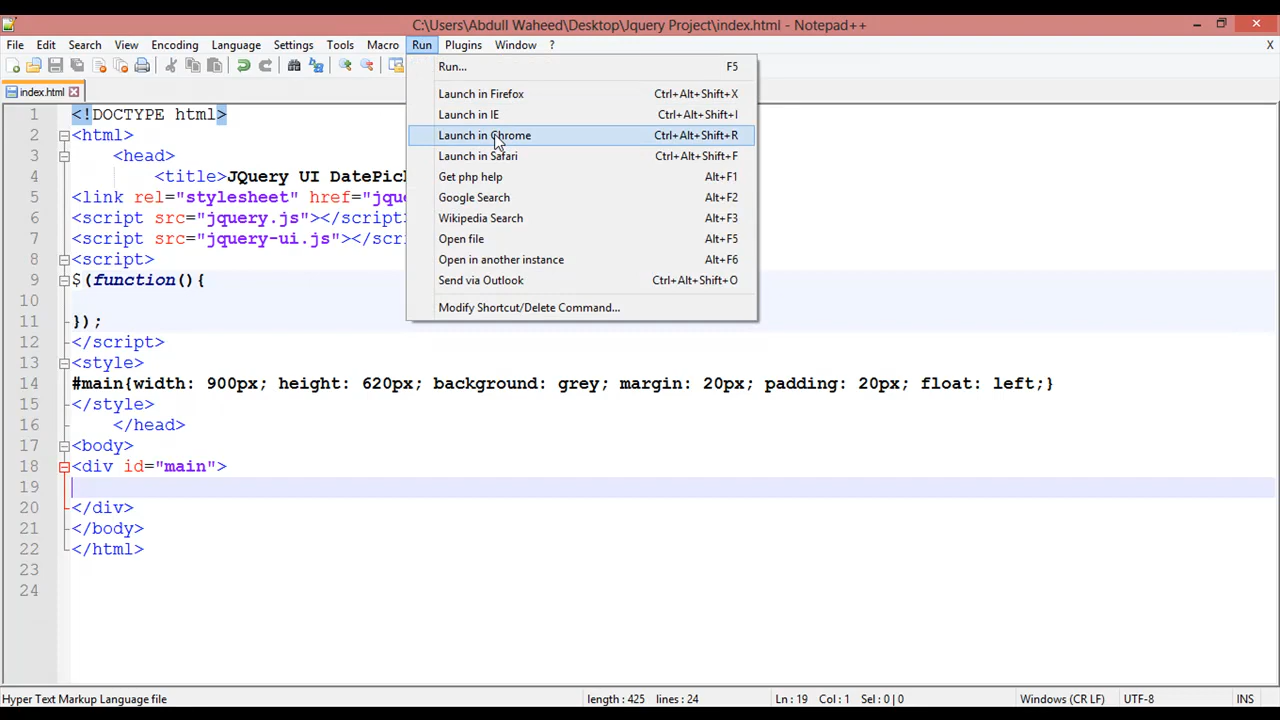 C:\Users\Abdull Waheed\Desktop\Jquery Project\index.html - Notepad++
File Edit Search View Encoding Language Settings Tools Macro Run Plugins Window ? X
index.html
Run... F5
Launch in Firefox Ctrl+Alt+Shift+X
Launch in IE Ctrl+Alt+Shift+I
Launch in Chrome Ctrl+Alt+Shift+R
Launch in Safari Ctrl+Alt+Shift+F
Get php help Alt+F1
Google Search Alt+F2
Wikipedia Search Alt+F3
Open file Alt+F5
Open in another instance Alt+F6
Send via Outlook Ctrl+Alt+Shift+O
Modify Shortcut/Delete Command...
1 <!DOCTYPE html>
2 <html>
3 <head>
4 <title>JQuery UI DatePic
5 <link rel="stylesheet" href="jqu
6 <script src="jquery.js"></script
7 <script src="jquery-ui.js"></scr
8 <script>
9 $(function(){
10
11 });
12 </script>
13 <style>
14 #main{width: 900px; height: 620px; background: grey; margin: 20px; padding: 20px; float: left;}
15 </style>
16 </head>
17 <body>
18 <div id="main">
19
20 </div>
21 </body>
22 </html>
23
24
Hyper Text Markup Language file length : 425 lines : 24 Ln : 19 Col : 1 Sel : 0 | 0 Windows (CR LF) UTF-8 INS